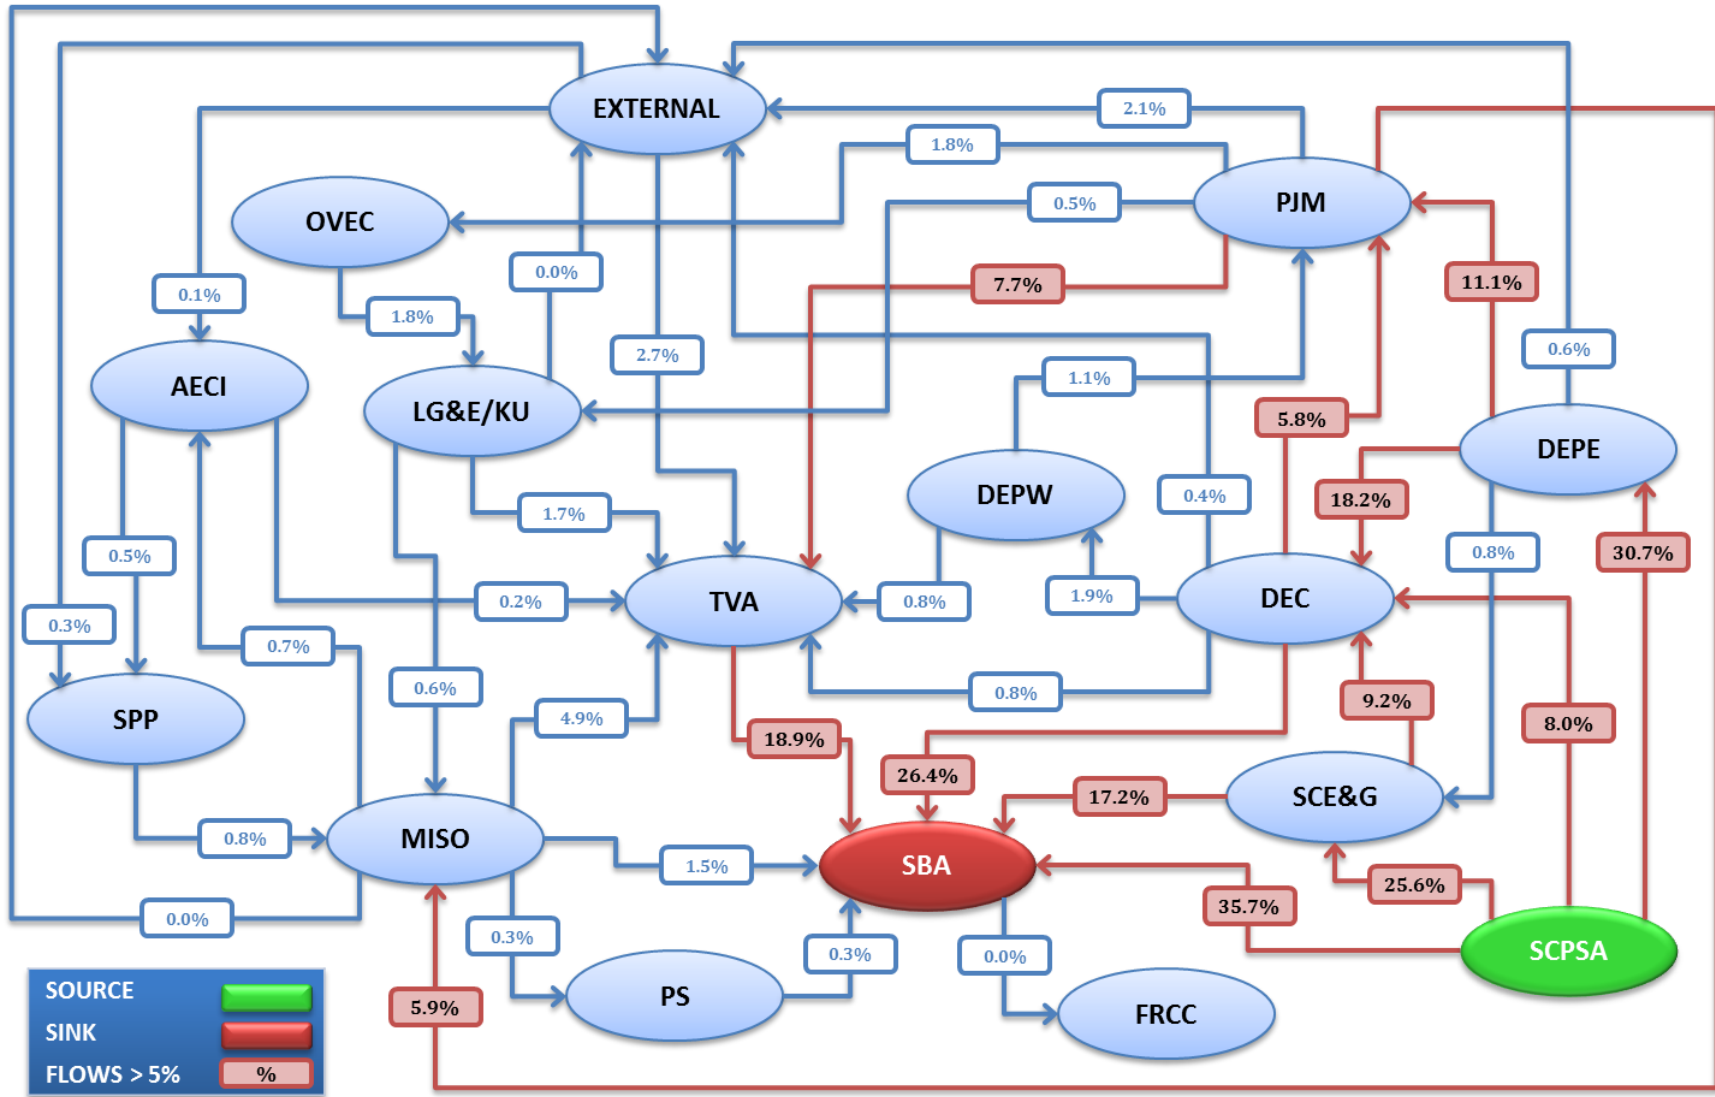 EXTERNAL
2.1%
1.8%
PJM
0.5%
OVEC
0.0%
7.7%
11.1%
0.1%
1.8%
2.7%
0.6%
AECI
1.1%
LG&E/KU
5.8%
DEPE
DEPW
0.4%
18.2%
1.7%
0.5%
0.8%
30.7%
TVA
0.2%
0.8%
1.9%
DEC
0.3%
0.7%
0.6%
0.8%
9.2%
SPP
4.9%
18.9%
8.0%
26.4%
17.2%
SCE&G
0.8%
MISO
1.5%
SBA
25.6%
35.7%
0.0%
0.3%
0.3%
0.0%
SCPSA
SOURCE
SINK
5.9%
PS
FRCC
FLOWS > 5%
%